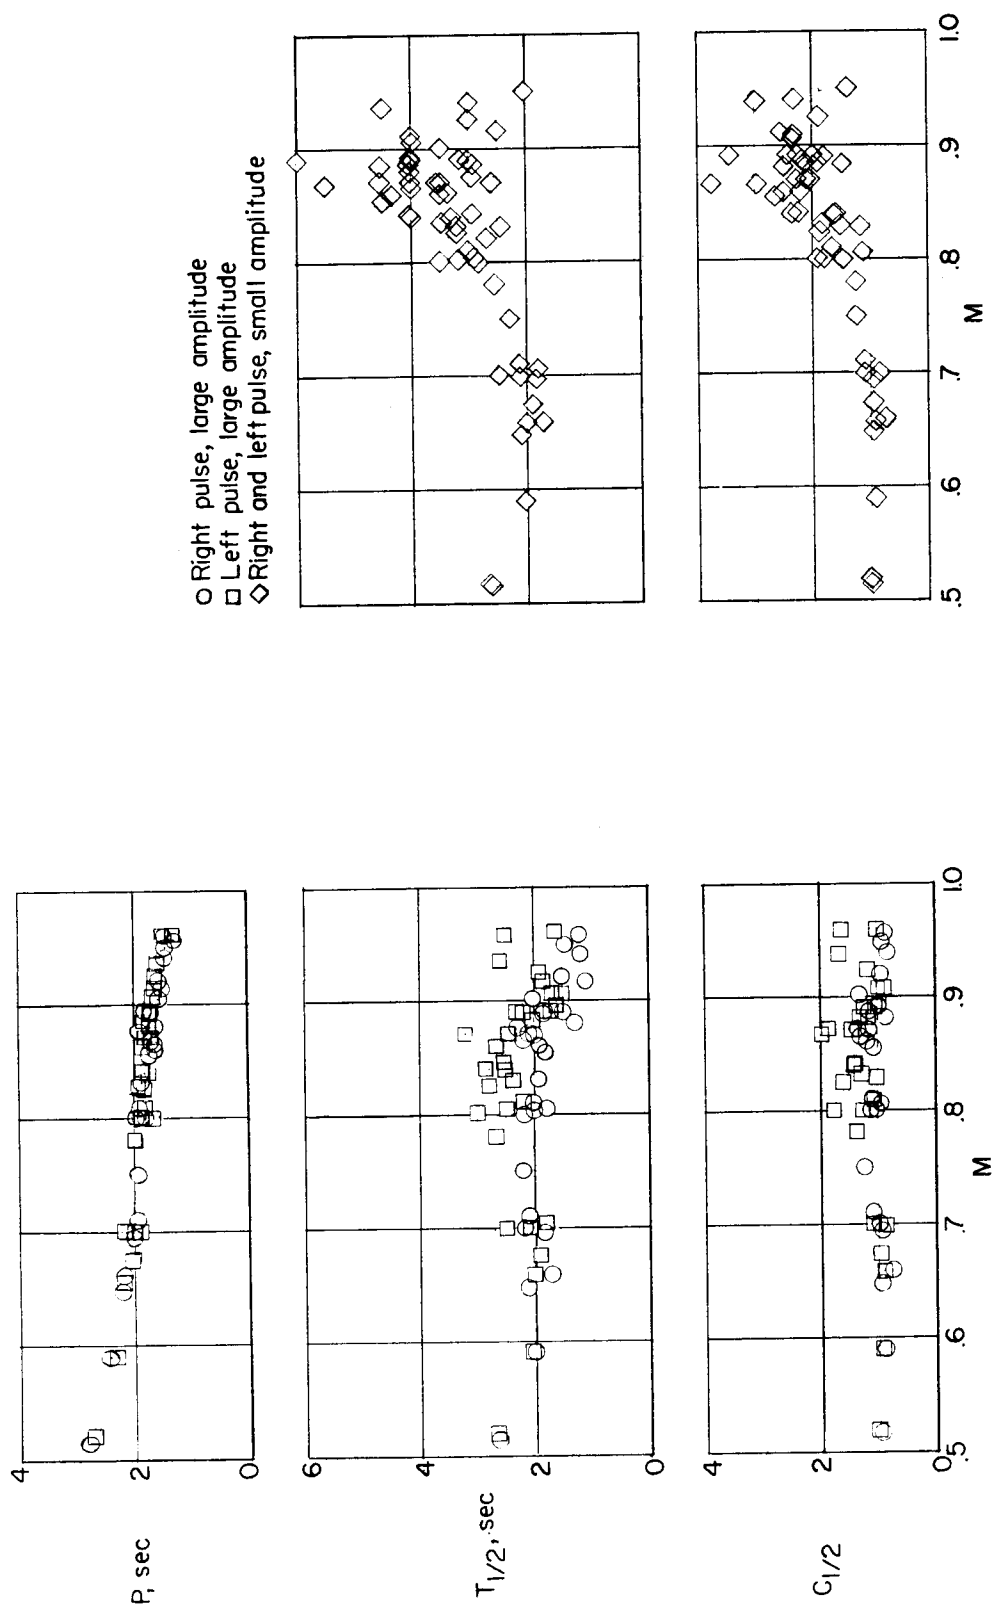 ○ Right pulse, large amplitude
□ Left pulse, large amplitude
◇ Right and left pulse, small amplitude
P, sec
4
2
0
T1/2, sec
6
4
2
0
C1/2
4
2
0
.5 .6 .7 .8 .9 1.0
M
.5 .6 .7 .8 .9 1.0
M